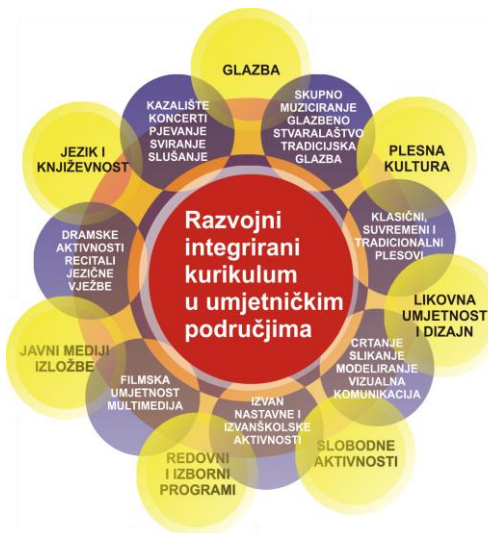 GLAZBA
KAZALIŠTE
KONCERTI
PJEVANJE
SVIRANJE
SLUŠANJE
SKUPNO
MUZICIRANJE
GLAZBENO
STVARALAŠTVO
TRADICIJSKA
GLAZBA
JEZIK I
KNJIŽEVNOST
PLESNA
KULTURA
DRAMSKE
AKTIVNOSTI
RECITALI
JEZIČNE
VJEŽBE
Razvojni
integrirani
kurikulum
u umjetničkim
područjima
KLASIČNI,
SUVREMENI I
TRADICIONALNI
PLESOVI
LIKOVNA
UMJETNOST
I DIZAJN
JAVNI MEDIJI
IZLOŽBE
CRTANJE
SLIKANJE
MODELIRANJE
VIZUALNA
KOMUNIKACIJA
FILMSKA
UMJETNOST
MULTIMEDIJA
IZVAN
NASTAVNE I
IZVANŠKOLSKE
AKTIVNOSTI
REDOVNI
I IZBORNI
PROGRAMI
SLOBODNE
AKTIVNOSTI